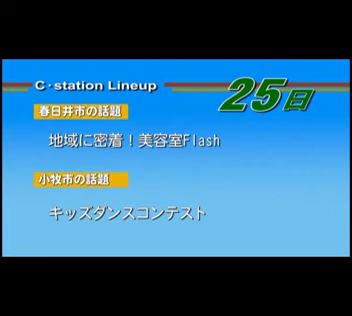 C・station Lineup
25日
春日井市の話題
地域に密着！美容室Flash
小牧市の話題
キッズダンスコンテスト